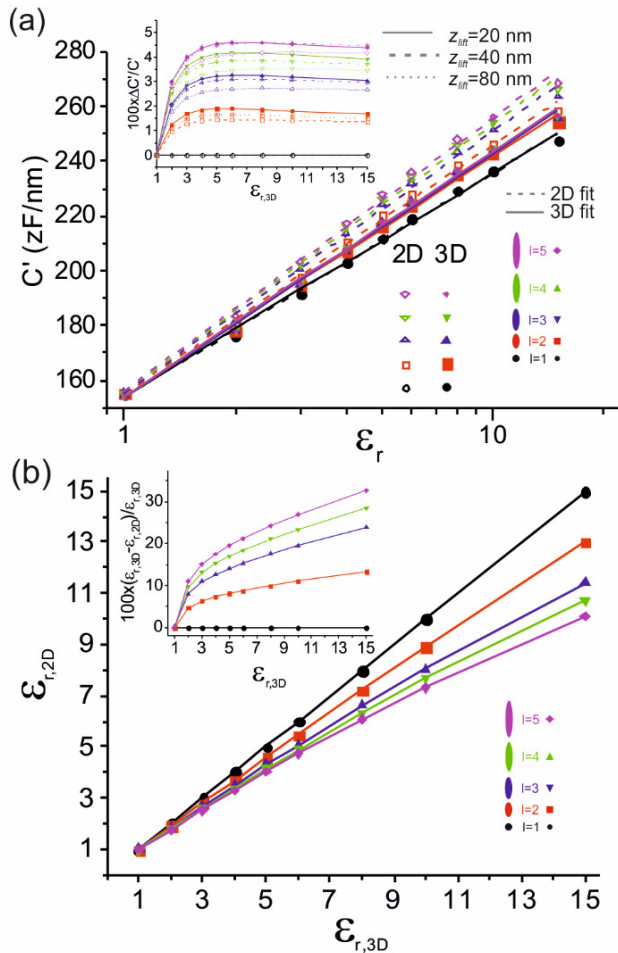 (a)
100xΔC'/C'
5
4
3
2
1
0
1 3 5 7 9 11 13 15
εr,3D
zlift=20 nm
zlift=40 nm
zlift=80 nm
C' (zF/nm)
280
260
240
220
200
180
160
2D fit
3D fit
2D 3D
l=5
l=4
l=3
l=2
l=1
1 10
εr
(b)
100x(εr,3D-εr,2D)/εr,3D
30
20
10
0
1 3 5 7 9 11 13 15
εr,3D
εr,2D
15
13
11
9
7
5
3
1
l=5
l=4
l=3
l=2
l=1
1 3 5 7 9 11 13 15
εr,3D